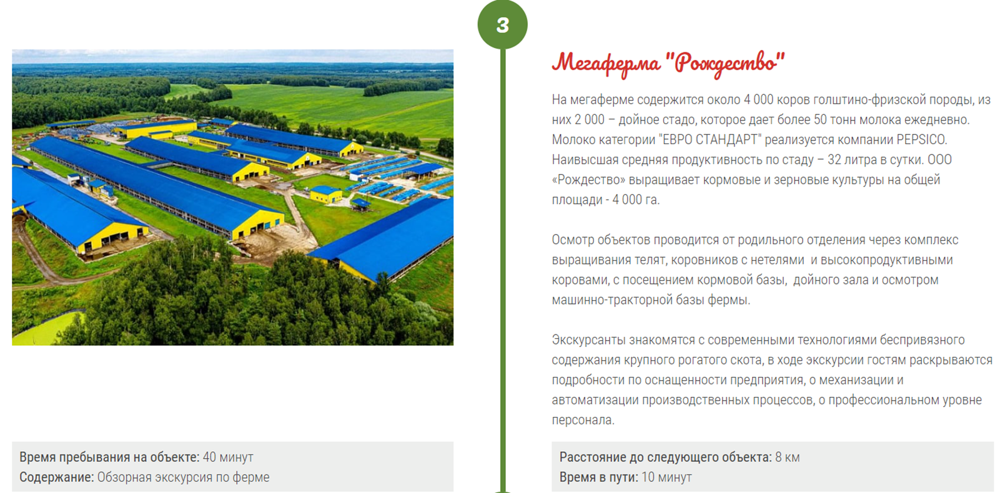 3
Мегаферма "Рождество"
На мегаферме содержится около 4 000 коров голштино-фризской породы, из
них 2 000 – дойное стадо, которое дает более 50 тонн молока ежедневно.
Молоко категории "ЕВРО СТАНДАРТ" реализуется компании PEPSICO.
Наивысшая средняя продуктивность по стаду – 32 литра в сутки. ООО
«Рождество» выращивает кормовые и зерновые культуры на общей
площади - 4 000 га.
Осмотр объектов проводится от родильного отделения через комплекс
выращивания телят, коровников с нетелями и высокопродуктивными
коровами, с посещением кормовой базы, дойного зала и осмотром
машинно-тракторной базы фермы.
Экскурсанты знакомятся с современными технологиями беспривязного
содержания крупного рогатого скота, в ходе экскурсии гостям раскрываются
подробности по оснащенности предприятия, о механизации и
автоматизации производственных процессов, о профессиональном уровне
персонала.
Время пребывания на объекте: 40 минут
Содержание: Обзорная экскурсия по ферме
Расстояние до следующего объекта: 8 км
Время в пути: 10 минут